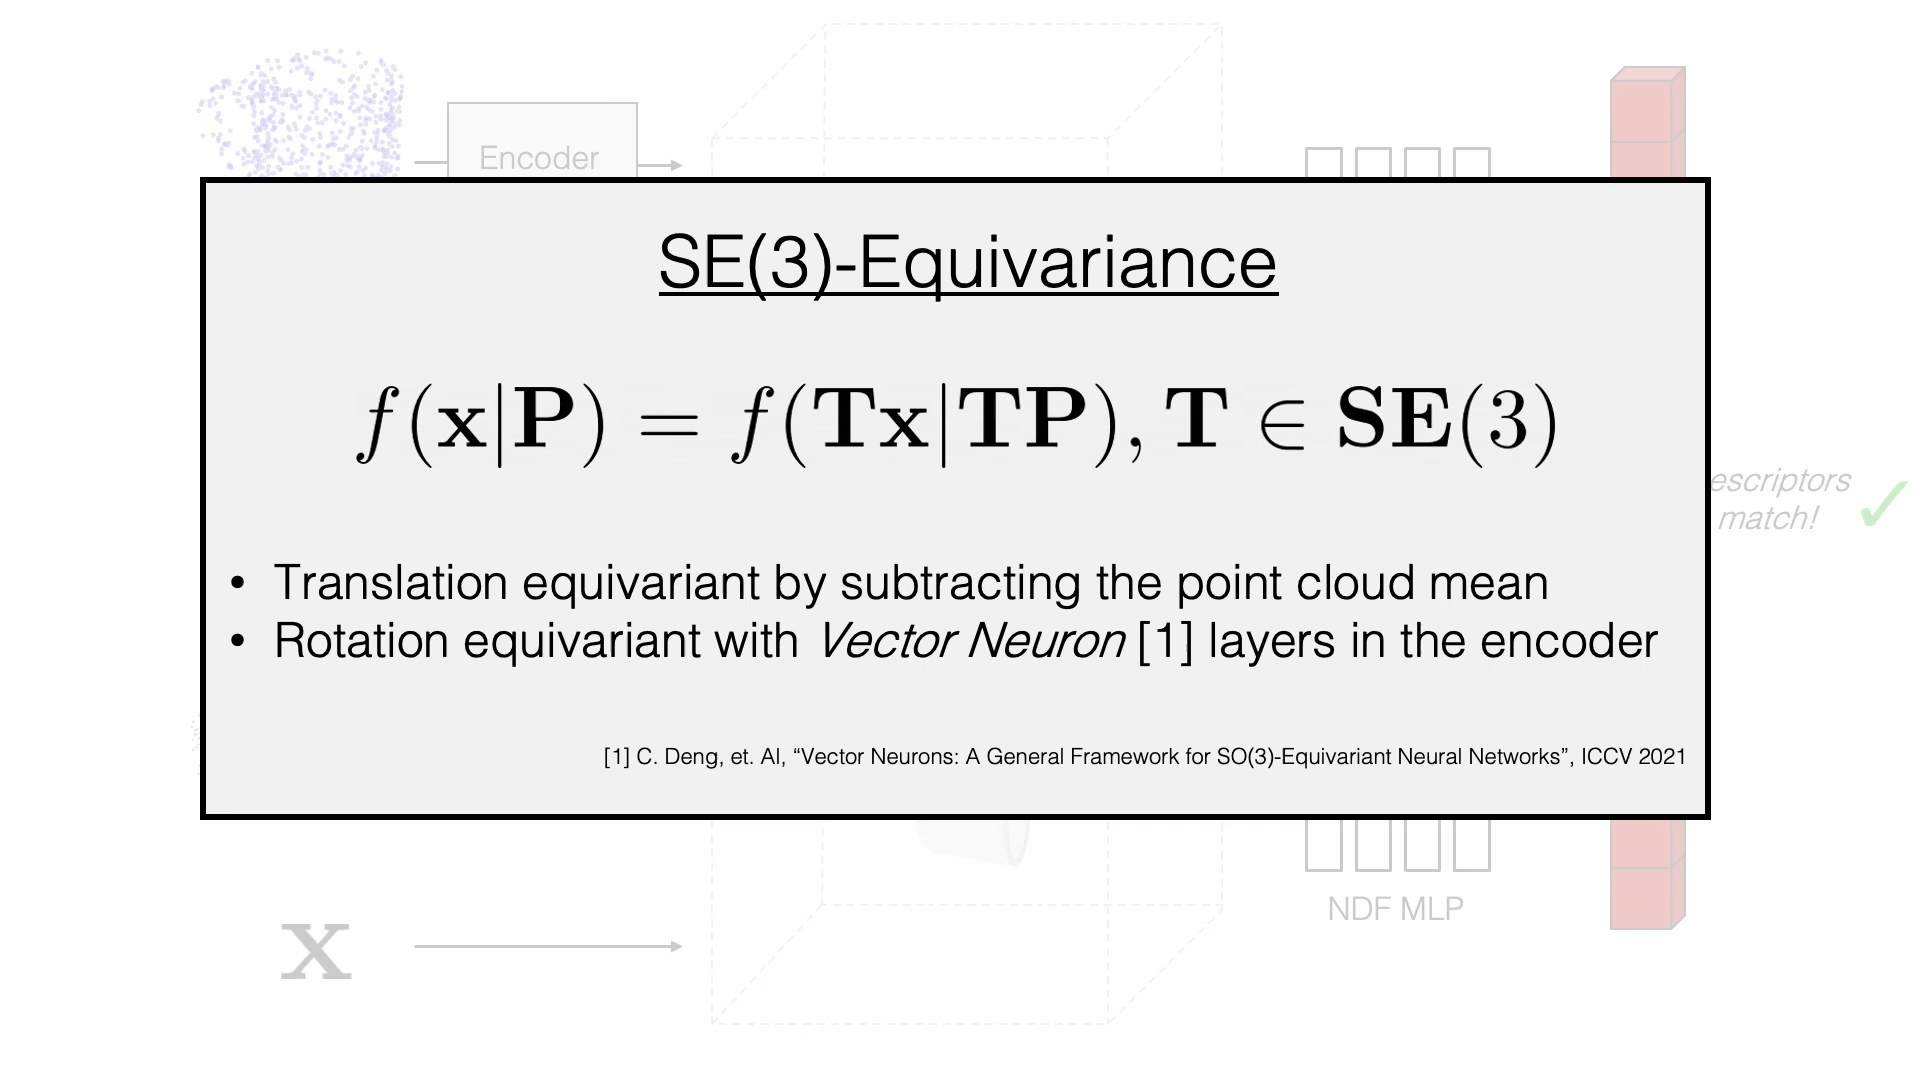 Encoder
SE(3)-Equivariance
f(x|P) = f(Tx|TP), T ∈ SE(3)
escriptors
match!
• Translation equivariant by subtracting the point cloud mean
• Rotation equivariant with Vector Neuron [1] layers in the encoder
[1] C. Deng, et. Al, “Vector Neurons: A General Framework for SO(3)-Equivariant Neural Networks”, ICCV 2021
NDF MLP
x